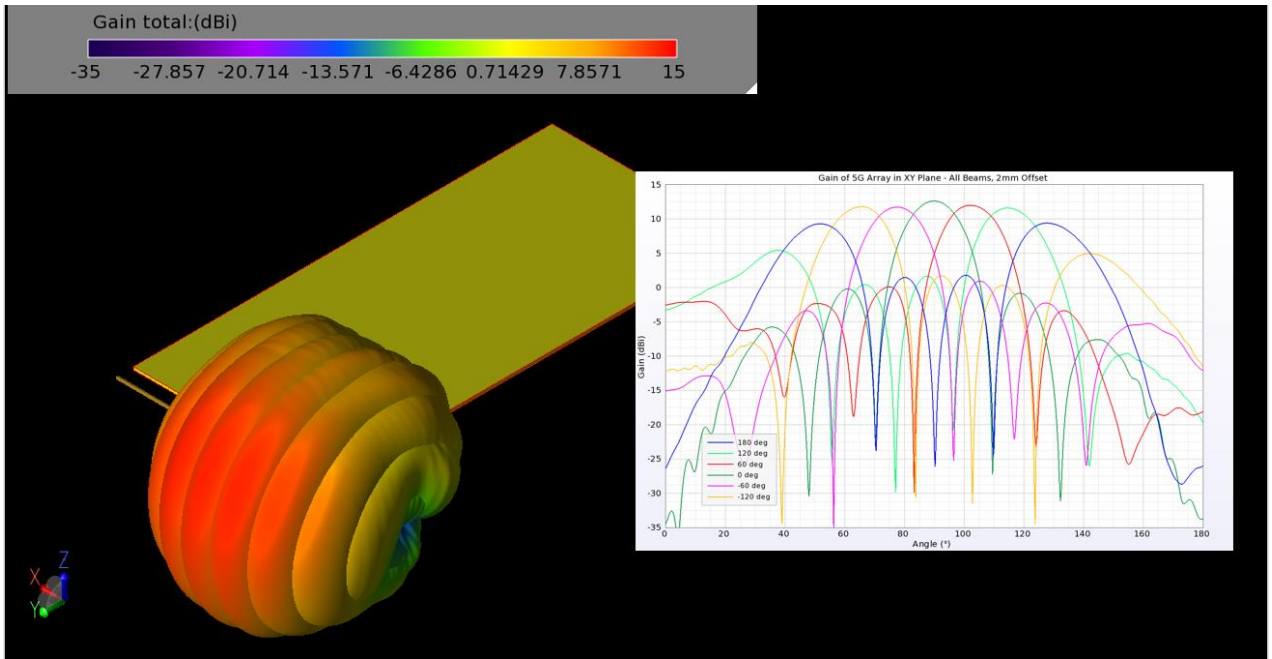 Gain total:(dBi)
-35 -27.857 -20.714 -13.571 -6.4286 0.71429 7.8571 15
Gain of 5G Array in XY Plane - All Beams, 2mm Offset
15
10
5
0
-5
-10
-15
-20
-25
-30
-35
Gain (dBi)
180 deg
120 deg
60 deg
0 deg
-60 deg
-120 deg
0 20 40 60 80 100 120 140 160 180
Angle (°)
Z
X
Y